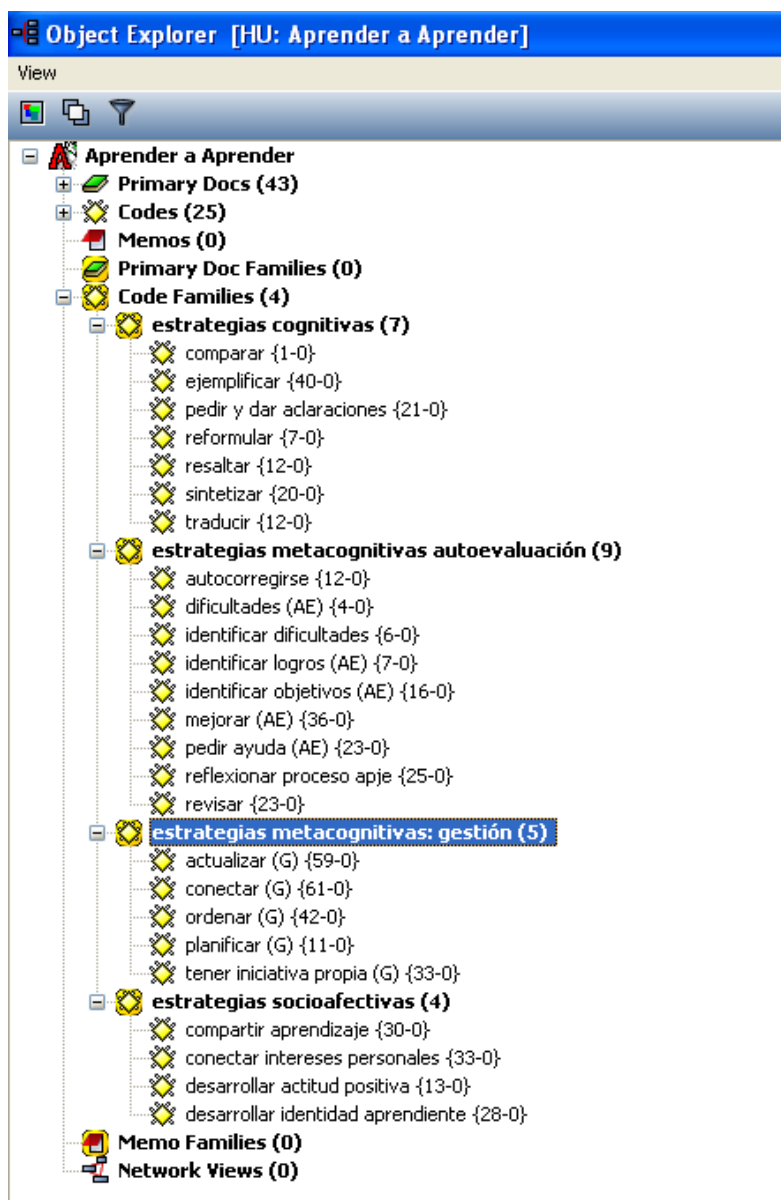 Object Explorer [HU: Aprender a Aprender]
View
Aprender a Aprender
Primary Docs (43)
Codes (25)
Memos (0)
Primary Doc Families (0)
Code Families (4)
estrategias cognitivas (7)
comparar {1-0}
ejemplificar {40-0}
pedir y dar aclaraciones {21-0}
reformular {7-0}
resaltar {12-0}
sintetizar {20-0}
traducir {12-0}
estrategias metacognitivas autoevaluación (9)
autocorregirse {12-0}
dificultades (AE) {4-0}
identificar dificultades {6-0}
identificar logros (AE) {7-0}
identificar objetivos (AE) {16-0}
mejorar (AE) {36-0}
pedir ayuda (AE) {23-0}
reflexionar proceso apje {25-0}
revisar {23-0}
estrategias metacognitivas: gestión (5)
actualizar (G) {59-0}
conectar (G) {61-0}
ordenar (G) {42-0}
planificar (G) {11-0}
tener iniciativa propia (G) {33-0}
estrategias socioafectivas (4)
compartir aprendizaje {30-0}
conectar intereses personales {33-0}
desarrollar actitud positiva {13-0}
desarrollar identidad aprendiente {28-0}
Memo Families (0)
Network Views (0)